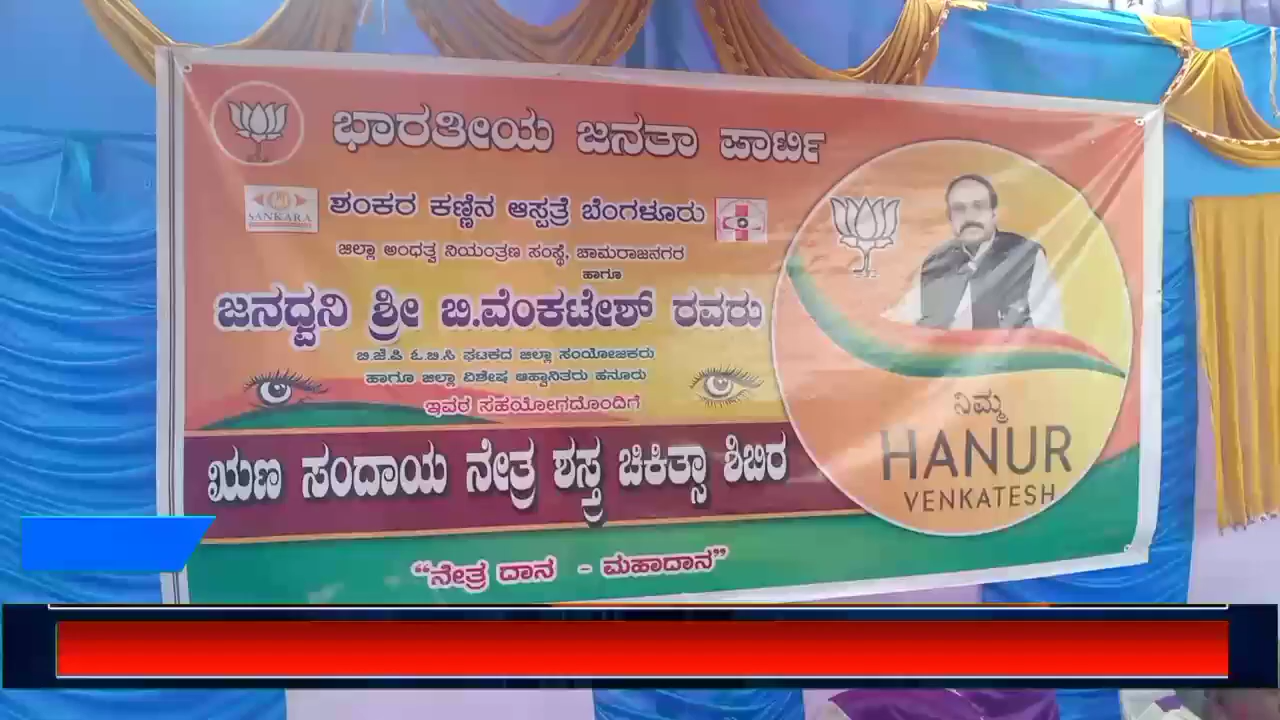 ಭಾರತೀಯ ಜನತಾ ಪಾರ್ಟಿ
SANKARA
ಶಂಕರ ಕಣ್ಣಿನ ಆಸ್ಪತ್ರೆ ಬೆಂಗಳೂರು
ಜಿಲ್ಲಾ ಅಂಧತ್ವ ನಿಯಂತ್ರಣ ಸಂಸ್ಥೆ, ಚಾಮರಾಜನಗರ
ಹಾಗೂ
ಜನಧ್ವನಿ ಶ್ರೀ ಬಿ.ವೆಂಕಟೇಶ್ ರವರು
ಬಿ.ಜೆ.ಪಿ ಓ.ಬಿ.ಸಿ ಘಟಕದ ಜಿಲ್ಲಾ ಸಂಯೋಜಕರು
ಹಾಗೂ ಜಿಲ್ಲಾ ವಿಶೇಷ ಆಹ್ವಾನಿತರು ಹನೂರು
ಇವರ ಸಹಯೋಗದೊಂದಿಗೆ
ಋಣ ಸಂದಾಯ ನೇತ್ರ ಶಸ್ತ್ರ ಚಿಕಿತ್ಸಾ ಶಿಬಿರ
“ನೇತ್ರ ದಾನ - ಮಹಾದಾನ”
ನಿಮ್ಮ
HANUR
VENKATESH